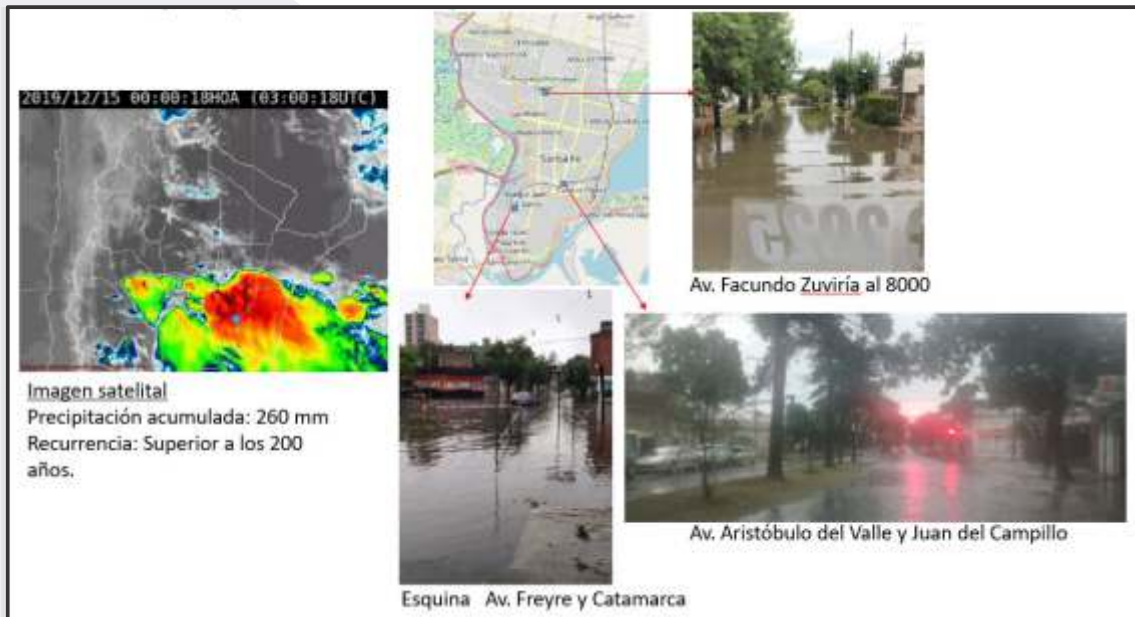 2019/12/15 00:00:18HOA (03:00:18UTC)
Santa Fe
Av. Facundo Zuviría al 8000
Imagen satelital
Precipitación acumulada: 260 mm
Recurrencia: Superior a los 200
años.
Av. Aristóbulo del Valle y Juan del Campillo
Esquina Av. Freyre y Catamarca